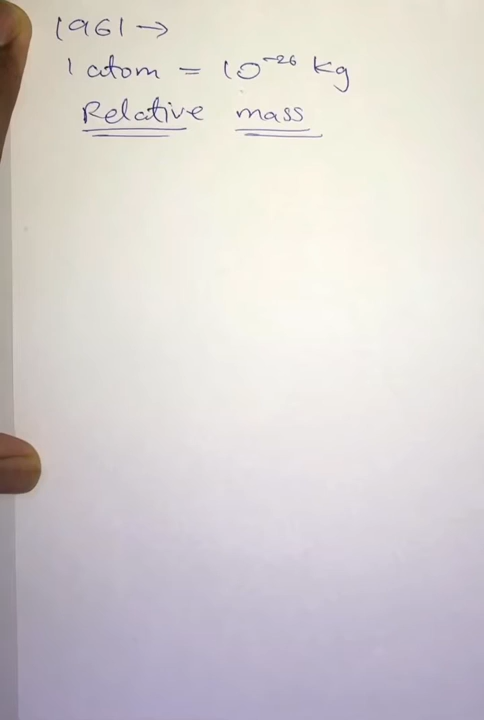 1961 →
1 atom = 10⁻²⁶ kg
Relative mass